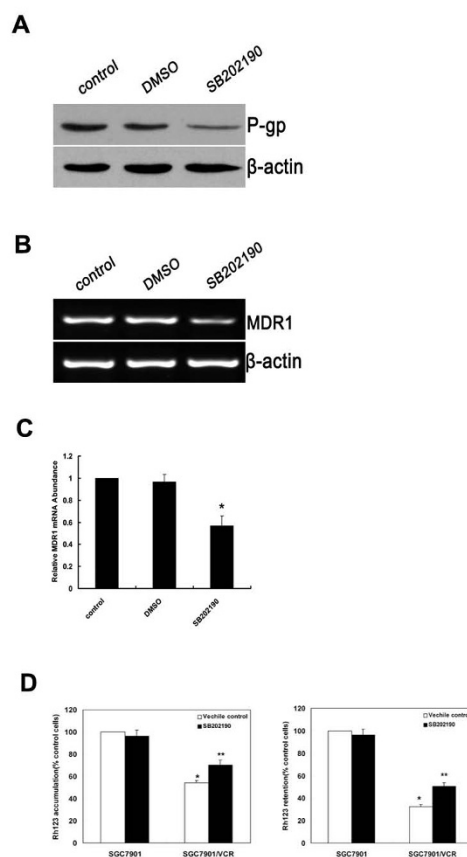 A
control DMSO SB202190
P-gp
β-actin
B
control DMSO SB202190
MDR1
β-actin
C
Relative MDR1 mRNA Abundance
1.2
1
0.8
0.6
0.4
0.2
0
*
control DMSO SB202190
D
Rh123 accumulation(% control cells)
120
100
80
60
40
20
0
Vechile control
SB202190
*
**
SGC7901 SGC7901/VCR
Rh123 retention(% control cells)
120
100
80
60
40
20
0
Vechile control
SB202190
*
**
SGC7901 SGC7901/VCR